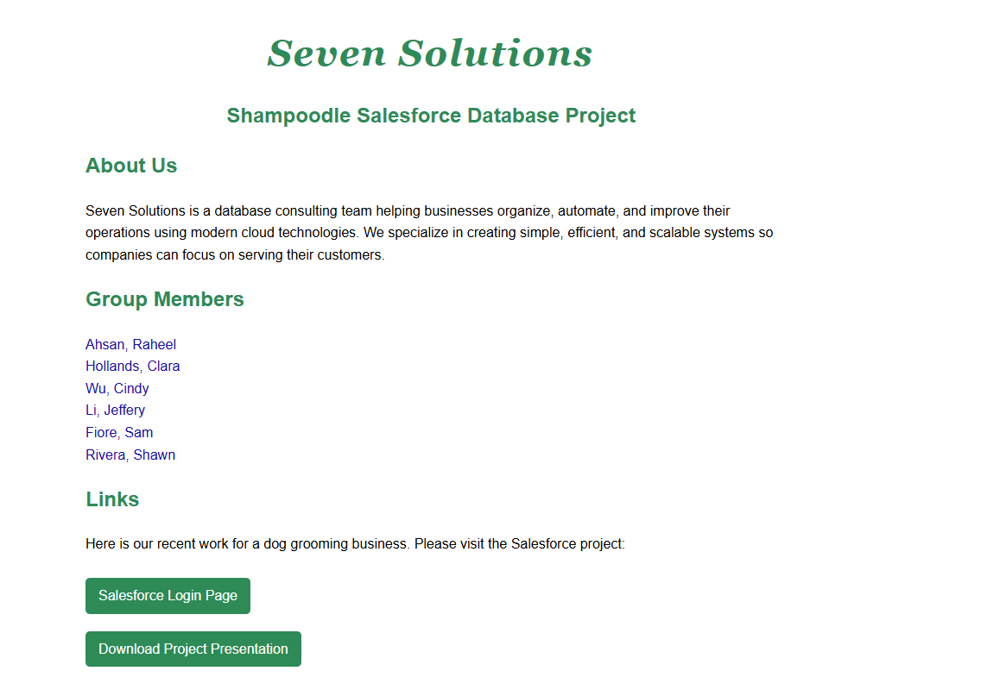 Seven Solutions
Shampoodle Salesforce Database Project
About Us
Seven Solutions is a database consulting team helping businesses organize, automate, and improve their
operations using modern cloud technologies. We specialize in creating simple, efficient, and scalable systems so
companies can focus on serving their customers.
Group Members
Ahsan, Raheel
Hollands, Clara
Wu, Cindy
Li, Jeffery
Fiore, Sam
Rivera, Shawn
Links
Here is our recent work for a dog grooming business. Please visit the Salesforce project:
Salesforce Login Page
Download Project Presentation